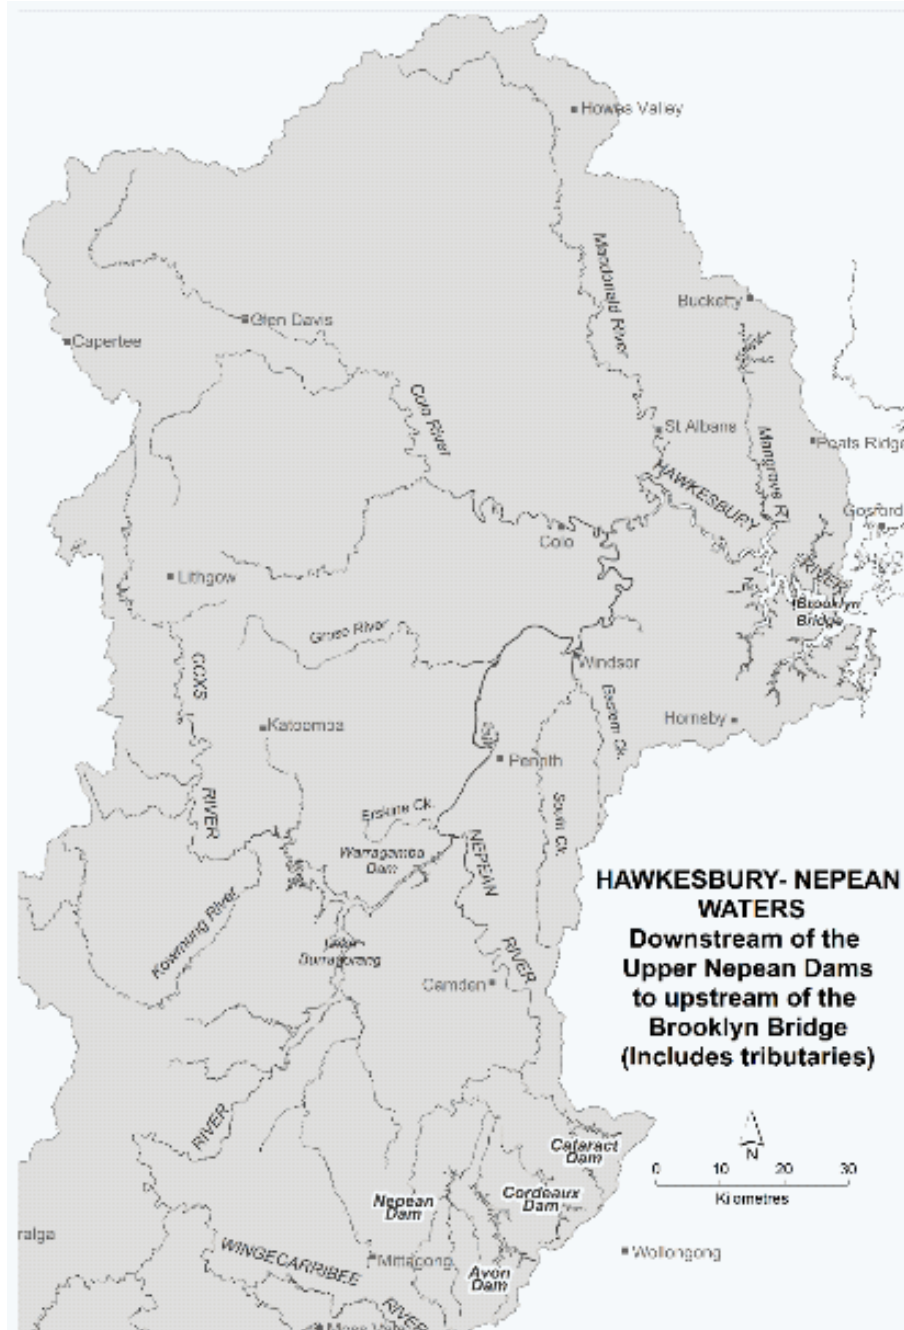 Howes Valley
Macdonald River
Bucketty
Glen Davis
Capertee
Colo River
St Albans
Mangrove R.
Peats Ridge
HAWKESBURY
Gosford
Colo
RIVER
Lithgow
Brooklyn
Bridge
Grose River
Windsor
COXS
Eastern Ck.
Hornsby
Katoomba
Penrith
RIVER
Erskine Ck.
South Ck.
Warragamba
Dam
NEPEAN
HAWKESBURY- NEPEAN
WATERS
Downstream of the
Upper Nepean Dams
to upstream of the
Brooklyn Bridge
(Includes tributaries)
Kowmung River
Lake
Burragorang
RIVER
Camden
RIVER
Cataract
Dam
N
0 10 20 30
Kilometres
Cordeaux
Dam
Nepean
Dam
ralga
WINGECARRIBEE
Mittagong
Wollongong
Avon
Dam
RIVER